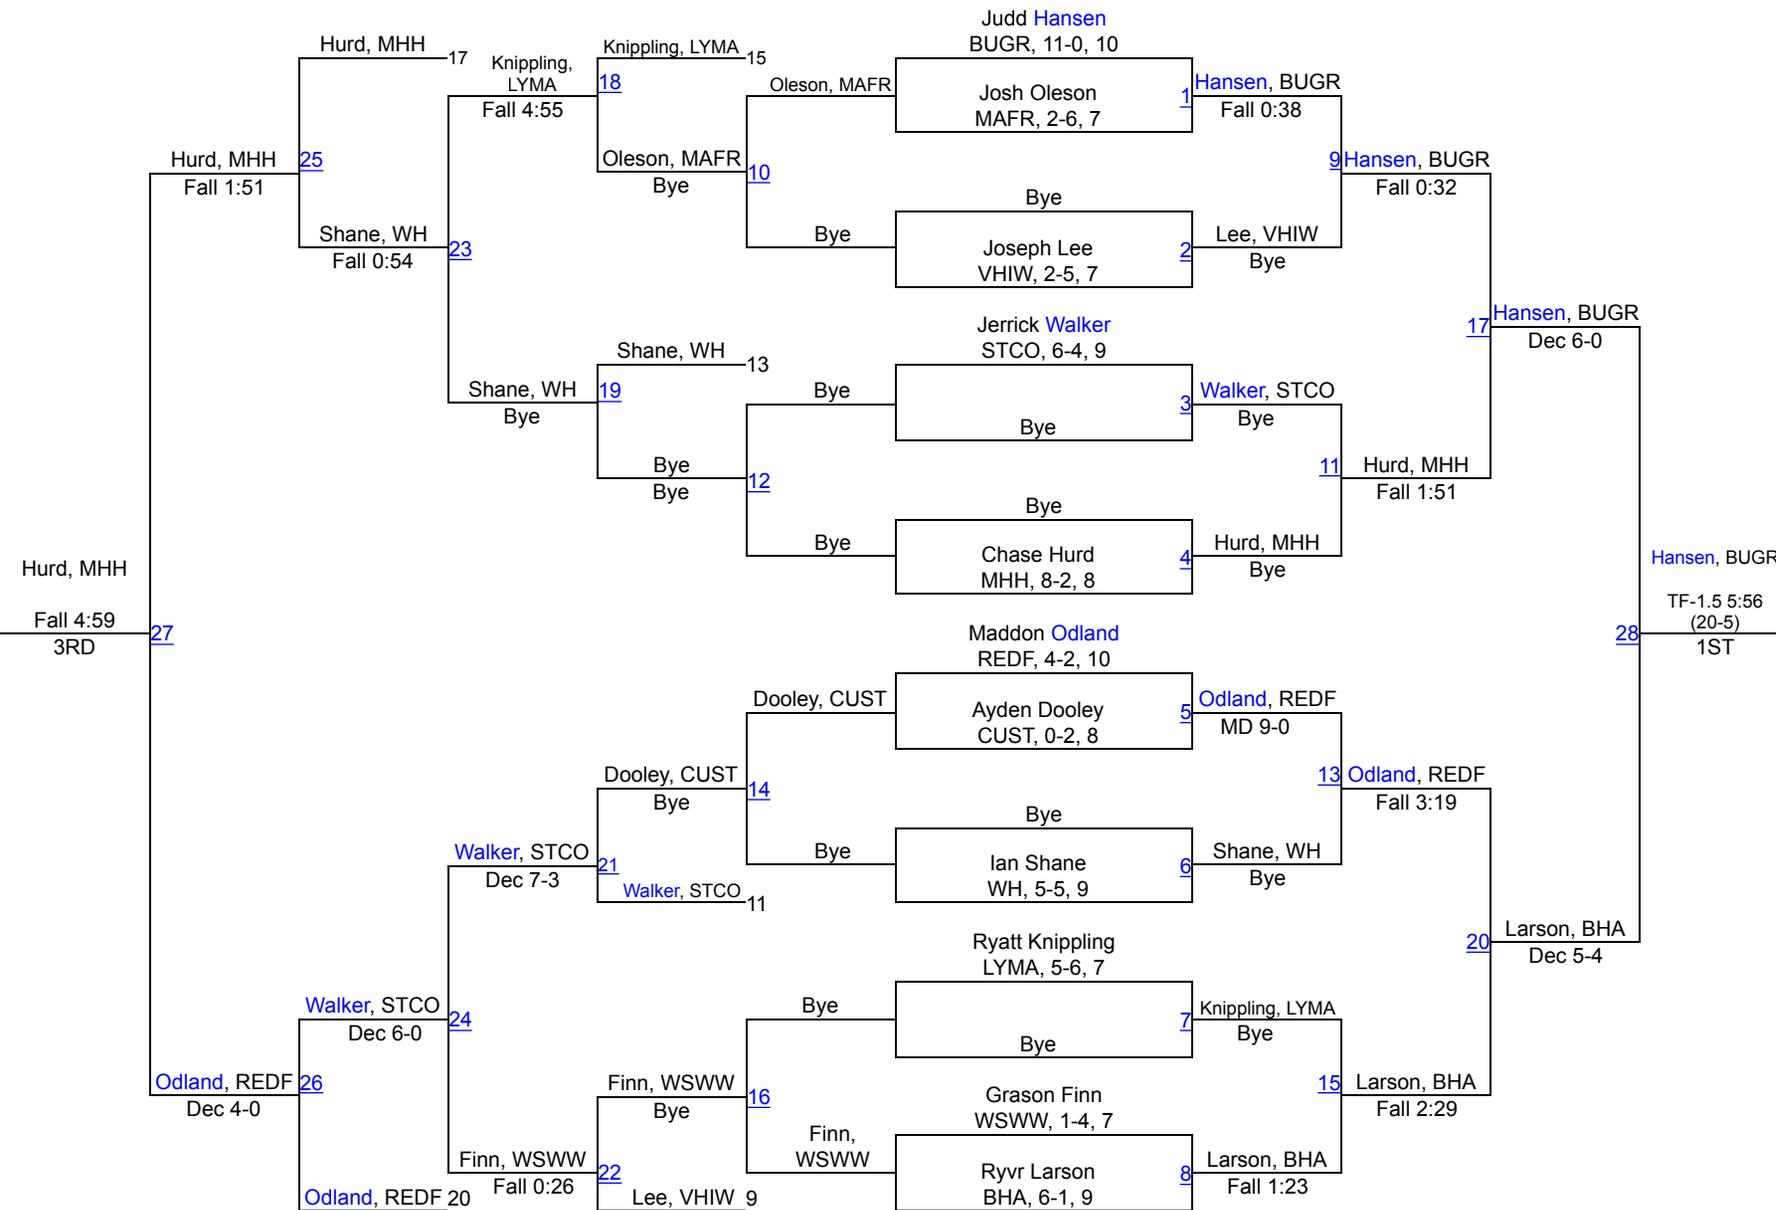 Judd Hansen
BUGR, 11-0, 10
Hurd, MHH
17
Knippling,
LYMA
Fall 4:55
Knippling, LYMA
15
18
Oleson, MAFR
Josh Oleson
MAFR, 2-6, 7
1
Hansen, BUGR
Fall 0:38
Hurd, MHH
Fall 1:51
25
Oleson, MAFR
Bye
10
9
Hansen, BUGR
Fall 0:32
Bye
Shane, WH
Fall 0:54
23
Bye
Joseph Lee
VHIW, 2-5, 7
2
Lee, VHIW
Bye
Jerrick Walker
STCO, 6-4, 9
17
Hansen, BUGR
Dec 6-0
Shane, WH
13
Shane, WH
Bye
19
Bye
Bye
3
Walker, STCO
Bye
Bye
Bye
12
11
Hurd, MHH
Fall 1:51
Bye
Bye
Chase Hurd
MHH, 8-2, 8
4
Hurd, MHH
Bye
Hurd, MHH
Fall 4:59
3RD
27
Hansen, BUGR
TF-1.5 5:56
(20-5)
1ST
28
Maddon Odland
REDF, 4-2, 10
Dooley, CUST
Ayden Dooley
CUST, 0-2, 8
5
Odland, REDF
MD 9-0
Dooley, CUST
Bye
14
13
Odland, REDF
Fall 3:19
Bye
Walker, STCO
Dec 7-3
21
Walker, STCO
11
Bye
Ian Shane
WH, 5-5, 9
6
Shane, WH
Bye
Ryatt Knippling
LYMA, 5-6, 7
20
Larson, BHA
Dec 5-4
Walker, STCO
Dec 6-0
24
Bye
Bye
7
Knippling, LYMA
Bye
Odland, REDF
Dec 4-0
26
Finn, WSWW
Bye
16
Grason Finn
WSWW, 1-4, 7
15
Larson, BHA
Fall 2:29
Finn,
WSWW
Finn, WSWW
Fall 0:26
22
Ryvr Larson
BHA, 6-1, 9
8
Larson, BHA
Fall 1:23
Odland, REDF
20
Lee, VHIW
9